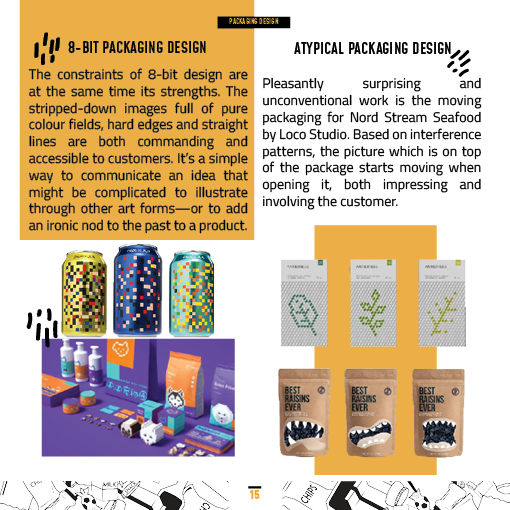 PACKAGING DESIGN
8-BIT PACKAGING DESIGN
The constraints of 8-bit design are
at the same time its strengths. The
stripped-down images full of pure
colour fields, hard edges and straight
lines are both commanding and
accessible to customers. It's a simple
way to communicate an idea that
might be complicated to illustrate
through other art forms—or to add
an ironic nod to the past to a product.
ATYPICAL PACKAGING DESIGN
Pleasantly surprising and
unconventional work is the moving
packaging for Nord Stream Seafood
by Loco Studio. Based on interference
patterns, the picture which is on top
of the package starts moving when
opening it, both impressing and
involving the customer.
BEST
RAISINS
EVER
BEST
RAISINS
EVER
BEST
RAISINS
EVER
MILK
CHIPS
15